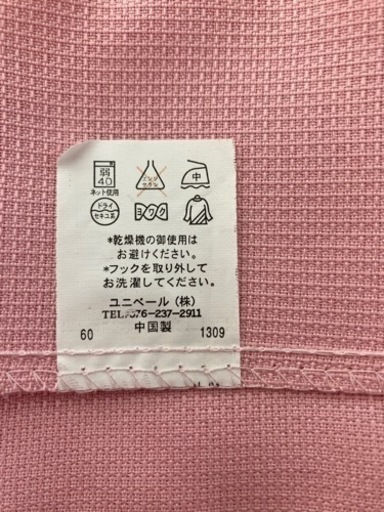 弱
40
ネット使用
エンソ
サラシ
中
ドライ
セキユ系
ヨワク
*乾燥機の御使用は
お避けください。
*フックを取り外して
お洗濯してください。
ユニベール(株)
TEL.076-237-2911
中国製
60 1309